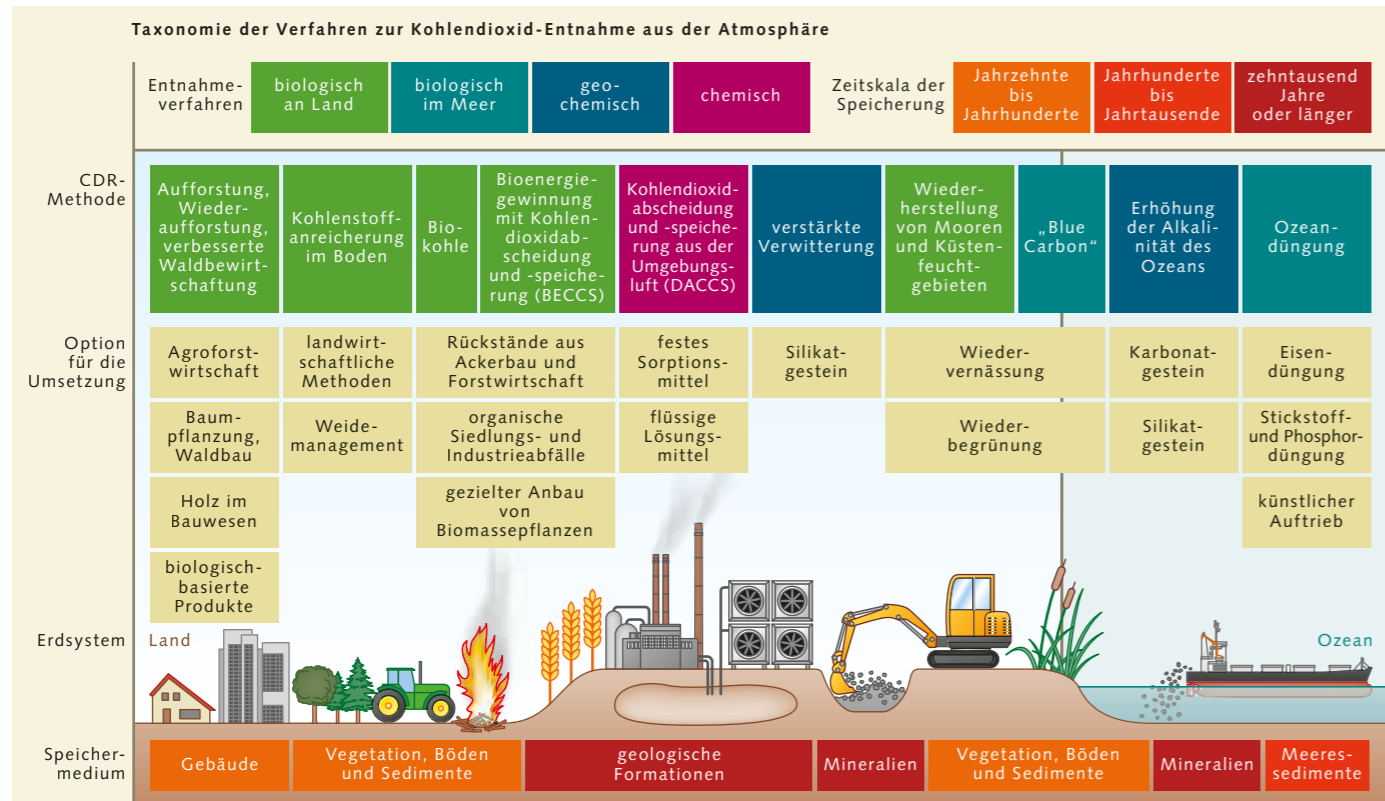 Taxonomie der Verfahren zur Kohlendioxid-Entnahme aus der Atmosphäre
Entnahme-
verfahren
biologisch
an Land
biologisch
im Meer
geo-
chemisch
chemisch
Zeitskala der
Speicherung
Jahrzehnte
bis
Jahrhunderte
Jahrhunderte
bis
Jahrtausende
zehntausend
Jahre
oder länger
CDR-
Methode
Aufforstung,
Wieder-
aufforstung,
verbesserte
Waldbewirt-
schaftung
Kohlenstoff-
anreicherung
im Boden
Bio-
kohle
Bioenergie-
gewinnung
mit Kohlen-
dioxidab-
scheidung
und -speiche-
rung (BECCS)
Kohlendioxid-
abscheidung
und -speiche-
rung aus der
Umgebungs-
luft (DACCS)
verstärkte
Verwitterung
Wieder-
herstellung
von Mooren
und Küsten-
feucht-
gebieten
„Blue
Carbon“
Erhöhung
der Alkali-
nität des
Ozeans
Ozean-
düngung
Option
für die
Umsetzung
Agroforst-
wirtschaft
landwirt-
schaftliche
Methoden
Rückstände aus
Ackerbau und
Forstwirtschaft
festes
Sorptions-
mittel
Silikat-
gestein
Wieder-
vernässung
Karbonat-
gestein
Eisen-
düngung
Baum-
pflanzung,
Waldbau
Weide-
management
organische
Siedlungs- und
Industrieabfälle
flüssige
Lösungs-
mittel
Wieder-
begrünung
Silikat-
gestein
Stickstoff-
und Phosphor-
düngung
Holz im
Bauwesen
gezielter Anbau
von
Biomassepflanzen
künstlicher
Auftrieb
biologisch-
basierte
Produkte
Erdsystem
Land
Ozean
Speicher-
medium
Gebäude
Vegetation, Böden
und Sedimente
geologische
Formationen
Mineralien
Vegetation, Böden
und Sedimente
Mineralien
Meeres-
sedimente